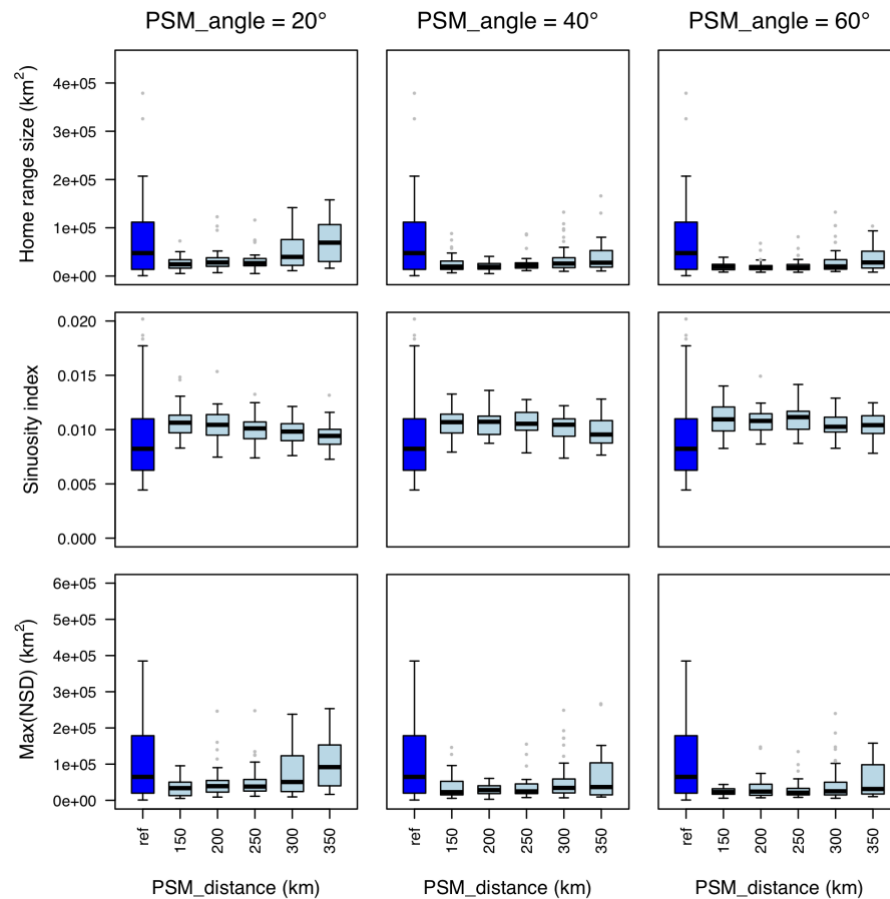 PSM_angle = 20° PSM_angle = 40° PSM_angle = 60°
Home range size (km²)
4e+05
3e+05
2e+05
1e+05
0e+00
Sinuosity index
0.020
0.015
0.010
0.005
0.000
Max(NSD) (km²)
6e+05
5e+05
4e+05
3e+05
2e+05
1e+05
0e+00
ref 150 200 250 300 350 ref 150 200 250 300 350 ref 150 200 250 300 350
PSM_distance (km) PSM_distance (km) PSM_distance (km)